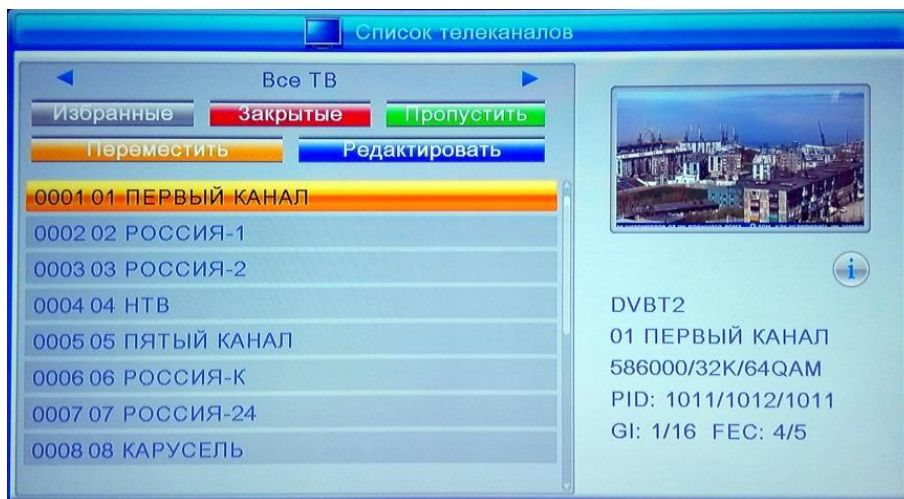 Список телеканалов
Все ТВ
Избранные Закрытые Пропустить
Переместить Редактировать
0001 01 ПЕРВЫЙ КАНАЛ
0002 02 РОССИЯ-1
0003 03 РОССИЯ-2
0004 04 НТВ
0005 05 ПЯТЫЙ КАНАЛ
0006 06 РОССИЯ-К
0007 07 РОССИЯ-24
0008 08 КАРУСЕЛЬ
i
DVBT2
01 ПЕРВЫЙ КАНАЛ
586000/32K/64QAM
PID: 1011/1012/1011
GI: 1/16 FEC: 4/5